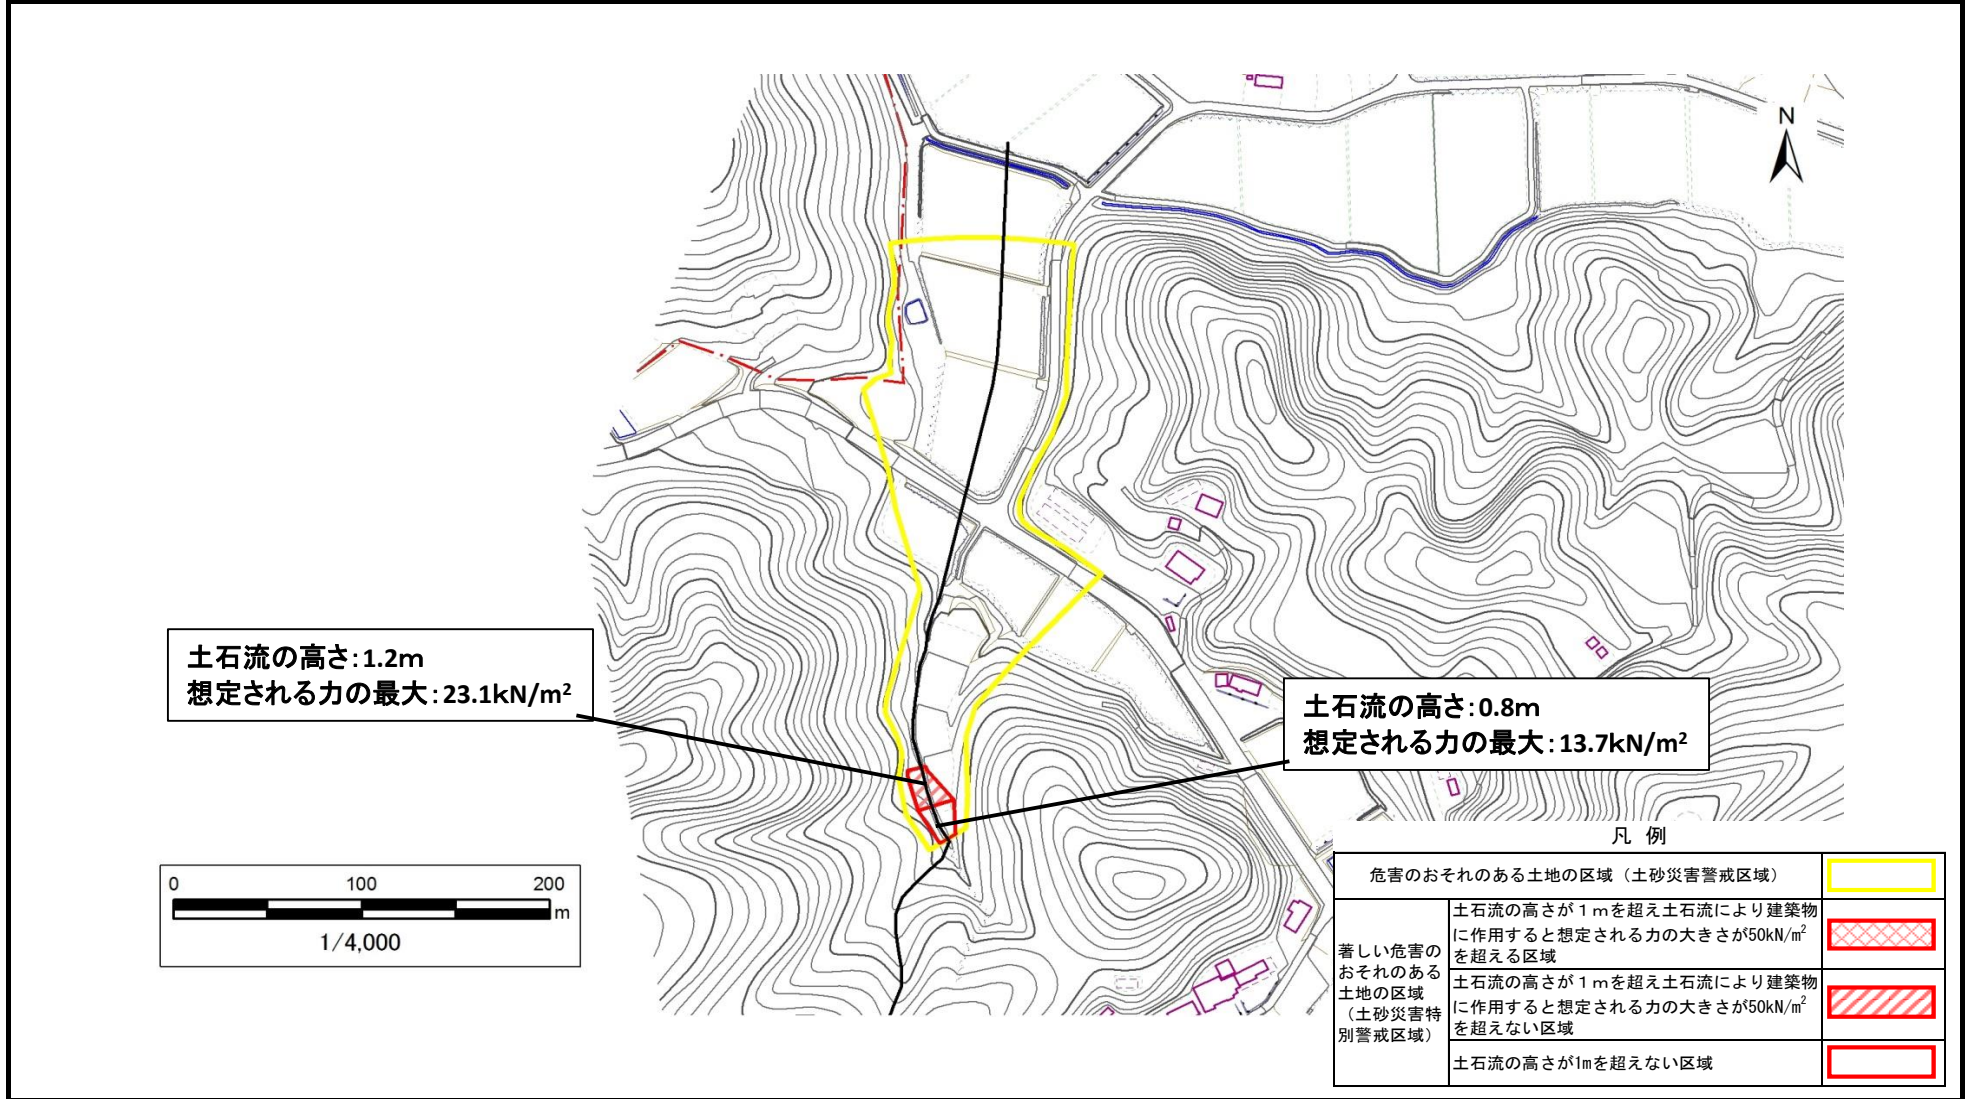 N
土石流の高さ:1.2m
想定される力の最大:23.1kN/m²
土石流の高さ:0.8m
想定される力の最大:13.7kN/m²
0 100 200
m
1/4,000
凡 例
危害のおそれのある土地の区域（土砂災害警戒区域）
著しい危害の
おそれのある
土地の区域
（土砂災害特
別警戒区域）
土石流の高さが１ｍを超え土石流により建築物
に作用すると想定される力の大きさが50kN/㎡
を超える区域
土石流の高さが１ｍを超え土石流により建築物
に作用すると想定される力の大きさが50kN/㎡
を超えない区域
土石流の高さが1mを超えない区域